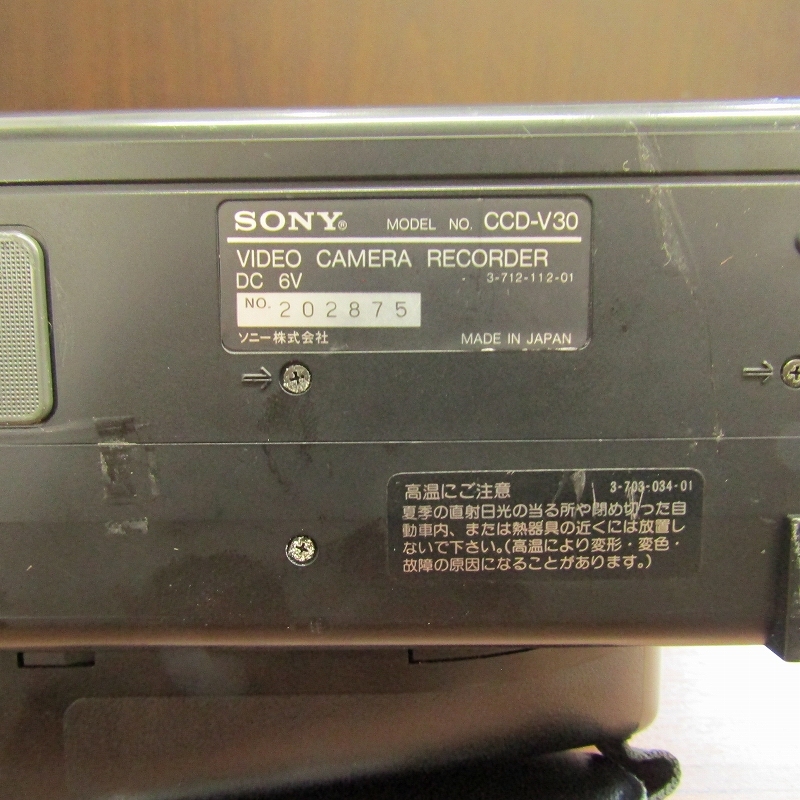 SONY® MODEL NO. CCD-V30
VIDEO CAMERA RECORDER
DC 6V 3-712-112-01
NO. 202875
ソニー株式会社 MADE IN JAPAN
高温にご注意 3-703-034-01
夏季の直射日光の当る所や閉め切った自
動車内、または熱器具の近くには放置し
ないで下さい。(高温により変形・変色・
故障の原因になることがあります。)